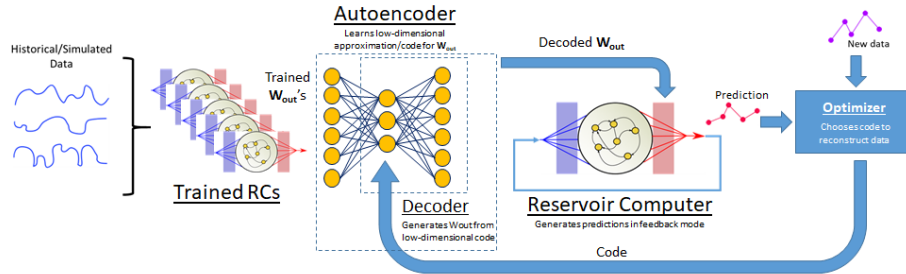 Historical/Simulated
Data
Trained
Wout's
Trained RCs
Autoencoder
Learns low-dimensional
approximation/code for Wout
Decoder
Generates Wout from
low-dimensional code
Decoded Wout
Reservoir Computer
Generates predictions in feedback mode
Prediction
New data
Optimizer
Chooses code to
reconstruct data
Code